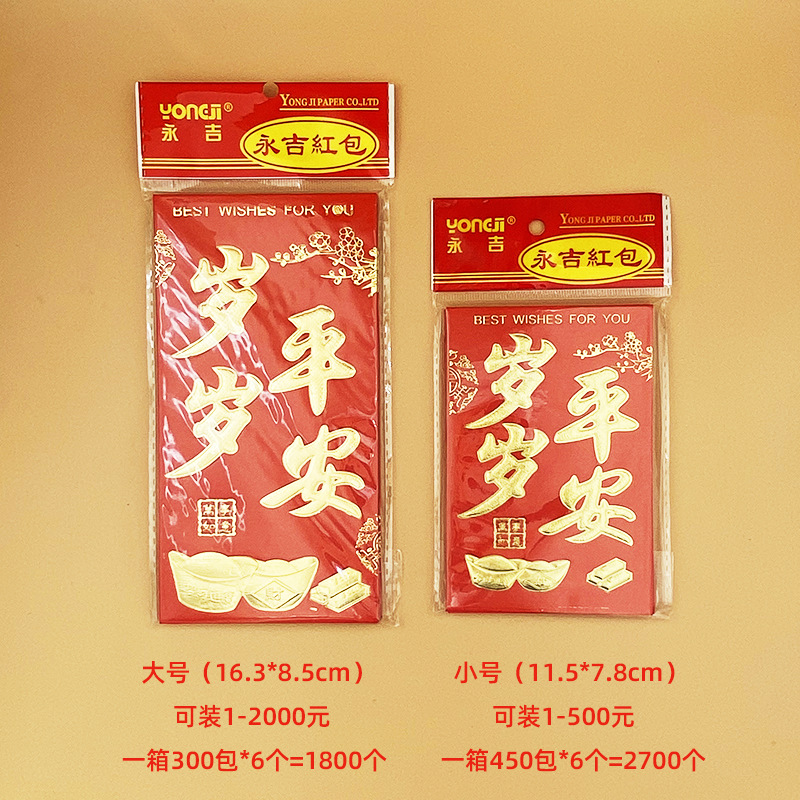 YONGJI®
永吉
YONG JI PAPER CO.,LTD
永吉紅包
BEST WISHES FOR YOU
岁岁
平安
YONGJI®
永吉
YONG JI PAPER CO.,LTD
永吉紅包
BEST WISHES FOR YOU
岁岁
平安
大号（16.3*8.5cm）
可装1-2000元
一箱300包*6个=1800个
小号（11.5*7.8cm）
可装1-500元
一箱450包*6个=2700个